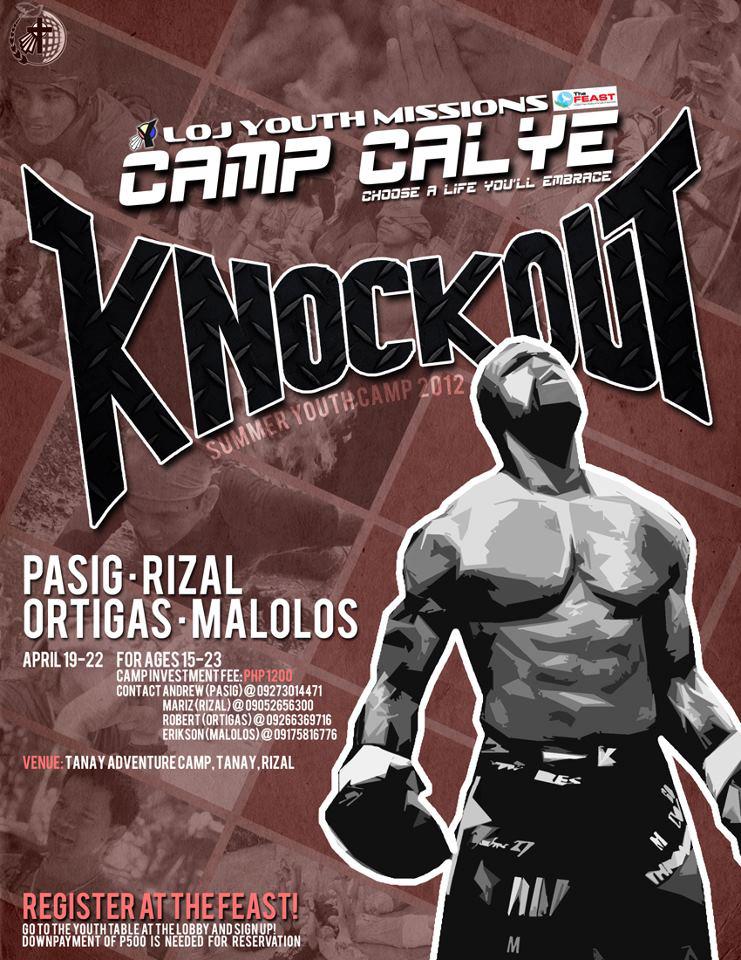 LOJ YOUTH MISSIONS The FEAST
CAMP CALYE
CHOOSE A LIFE YOU'LL EMBRACE
KNOCKOUT
SUMMER YOUTH CAMP 2012
PASIG · RIZAL
ORTIGAS · MALOLOS
APRIL 19-22 FOR AGES 15-23
CAMP INVESTMENT FEE: PHP 1200
CONTACT ANDREW (PASIG) @ 09273014471
MARIZ (RIZAL) @ 09052656300
ROBERT (ORTIGAS) @ 09266369716
ERIKSON (MALOLOS) @ 09175816776
VENUE: TANAY ADVENTURE CAMP, TANAY, RIZAL
REGISTER AT THE FEAST!
GO TO THE YOUTH TABLE AT THE LOBBY AND SIGN UP!
DOWNPAYMENT OF P500 IS NEEDED FOR RESERVATION